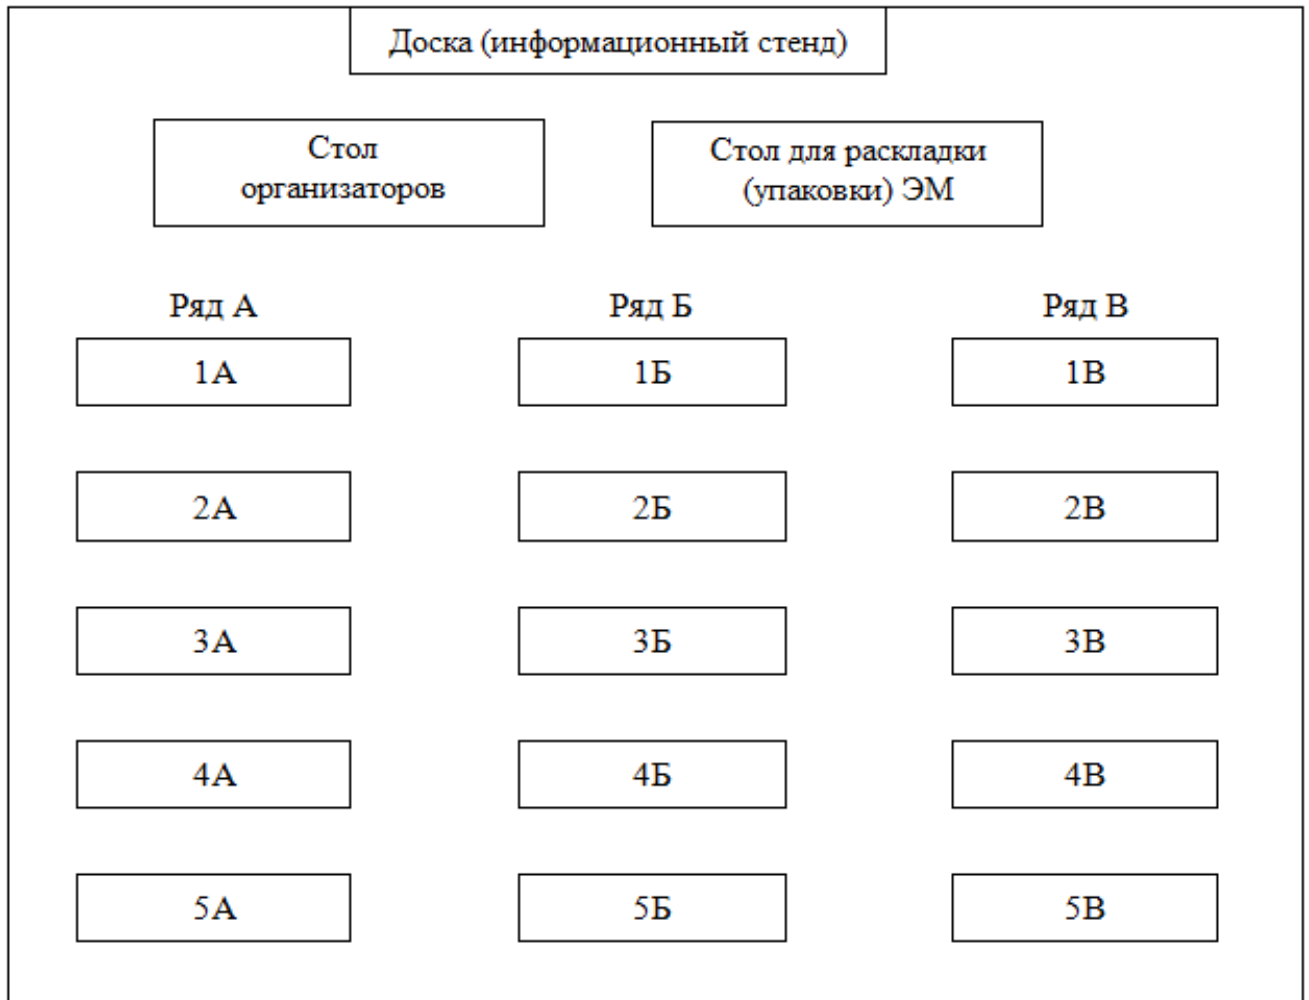 Доска (информационный стенд)
Стол
организаторов
Стол для раскладки
(упаковки) ЭМ
Ряд А
Ряд Б
Ряд В
1А
1Б
1В
2А
2Б
2В
3А
3Б
3В
4А
4Б
4В
5А
5Б
5В